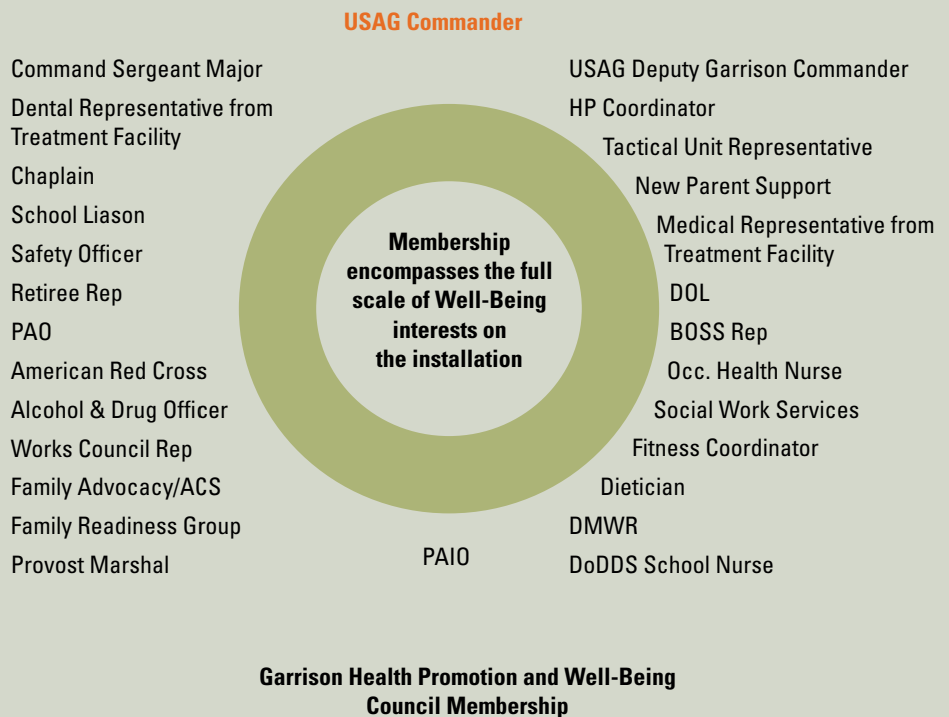 USAG Commander
Command Sergeant Major
Dental Representative from
Treatment Facility
Chaplain
School Liason
Safety Officer
Retiree Rep
PAO
American Red Cross
Alcohol & Drug Officer
Works Council Rep
Family Advocacy/ACS
Family Readiness Group
Provost Marshal
Membership
encompasses the full
scale of Well-Being
interests on
the installation
PAIO
USAG Deputy Garrison Commander
HP Coordinator
Tactical Unit Representative
New Parent Support
Medical Representative from
Treatment Facility
DOL
BOSS Rep
Occ. Health Nurse
Social Work Services
Fitness Coordinator
Dietician
DMWR
DoDDS School Nurse
Garrison Health Promotion and Well-Being
Council Membership